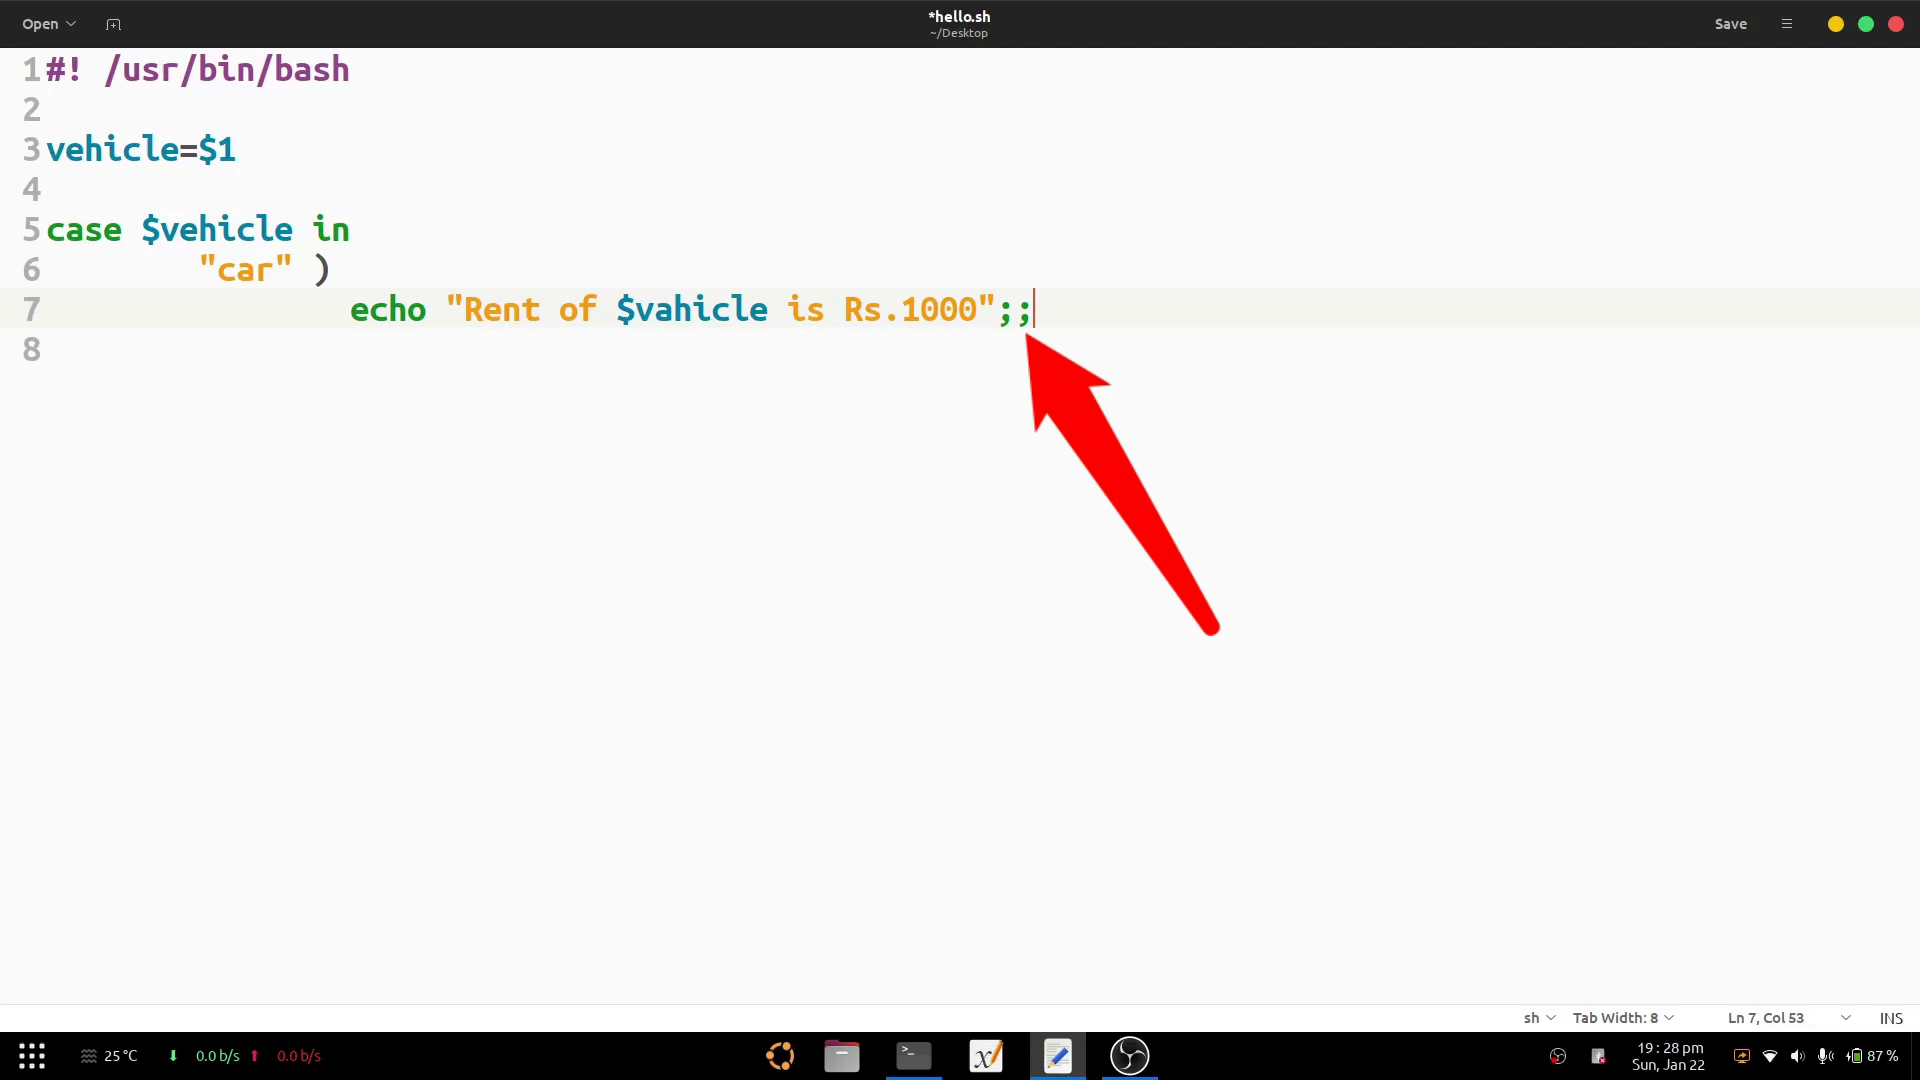 Open
*hello.sh
~/Desktop
Save
1 #! /usr/bin/bash
2
3 vehicle=$1
4
5 case $vehicle in
6         "car" )
7                 echo "Rent of $vahicle is Rs.1000";;
8
sh Tab Width: 8 Ln 7, Col 53 INS
25 °C 0.0 b/s 0.0 b/s
19 : 28 pm
Sun, Jan 22
87 %